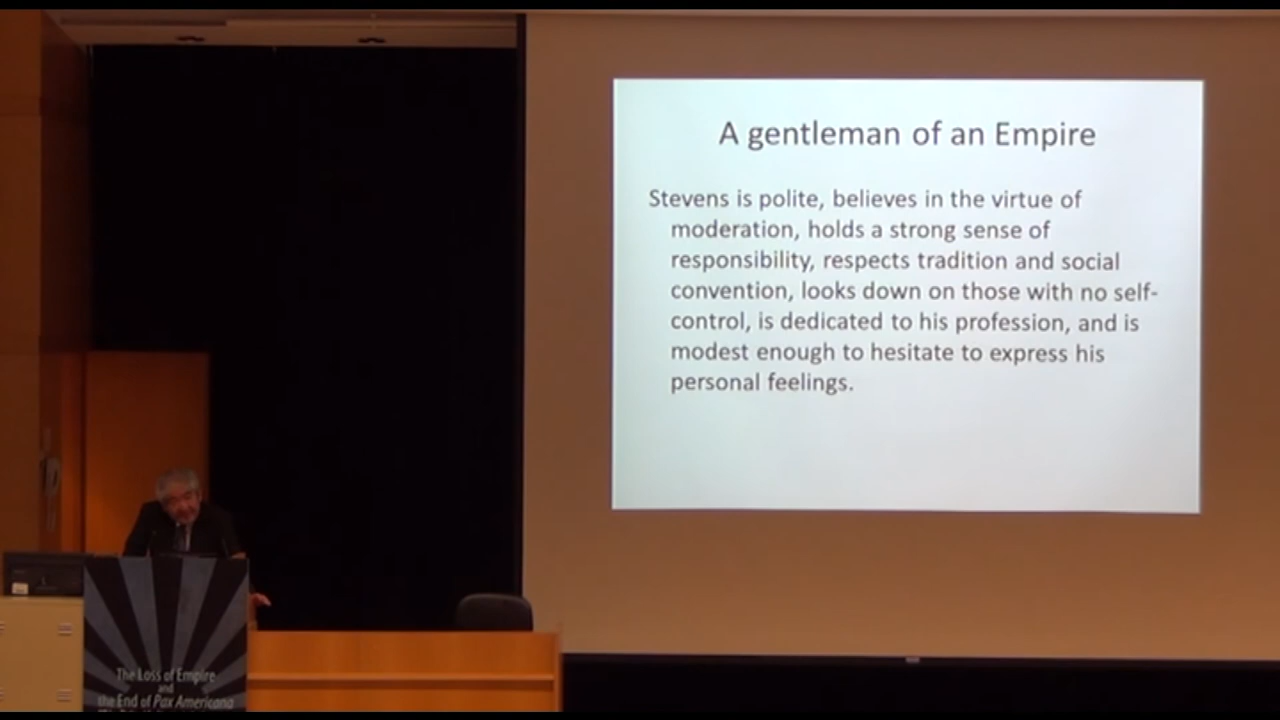 A gentleman of an Empire
Stevens is polite, believes in the virtue of
moderation, holds a strong sense of
responsibility, respects tradition and social
convention, looks down on those with no self-
control, is dedicated to his profession, and is
modest enough to hesitate to express his
personal feelings.
The Loss of Empire
and
the End of Pax Americana